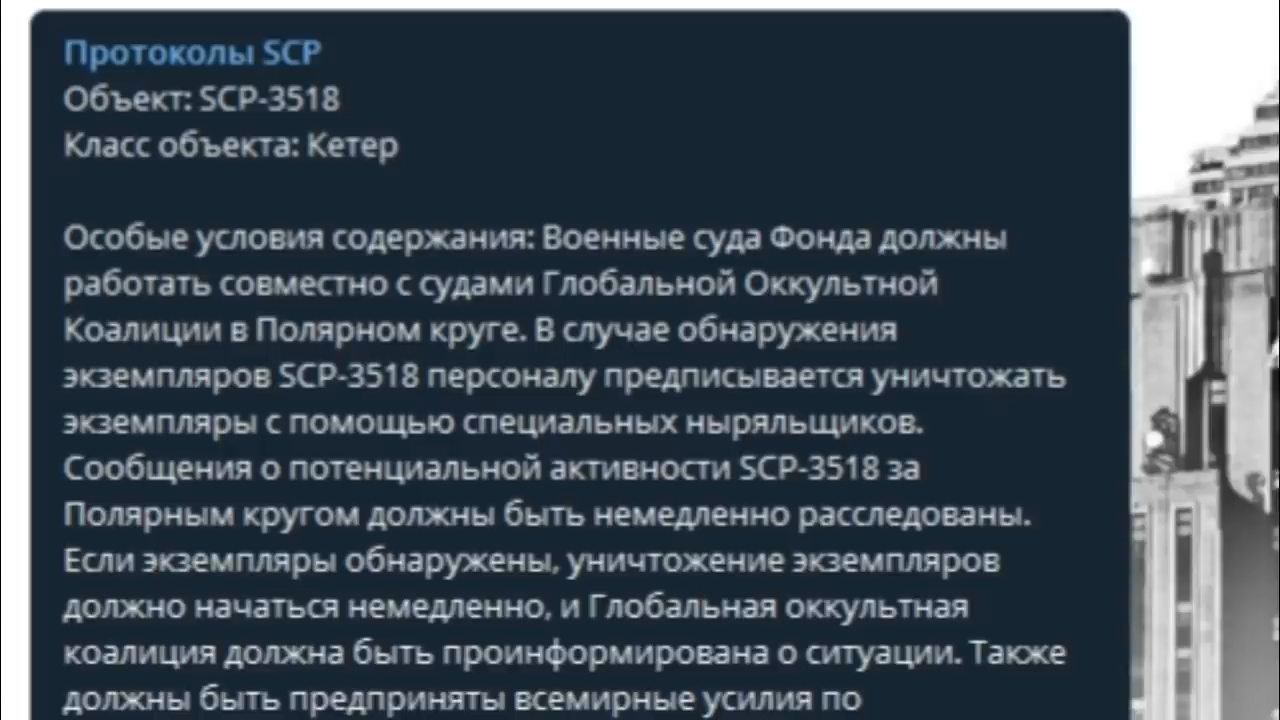 Протоколы SCP
Объект: SCP-3518
Класс объекта: Кетер
Особые условия содержания: Военные суда Фонда должны
работать совместно с судами Глобальной Оккультной
Коалиции в Полярном круге. В случае обнаружения
экземпляров SCP-3518 персоналу предписывается уничтожать
экземпляры с помощью специальных ныряльщиков.
Сообщения о потенциальной активности SCP-3518 за
Полярным кругом должны быть немедленно расследованы.
Если экземпляры обнаружены, уничтожение экземпляров
должно начаться немедленно, и Глобальная оккультная
коалиция должна быть проинформирована о ситуации. Также
должны быть предприняты всемирные усилия по